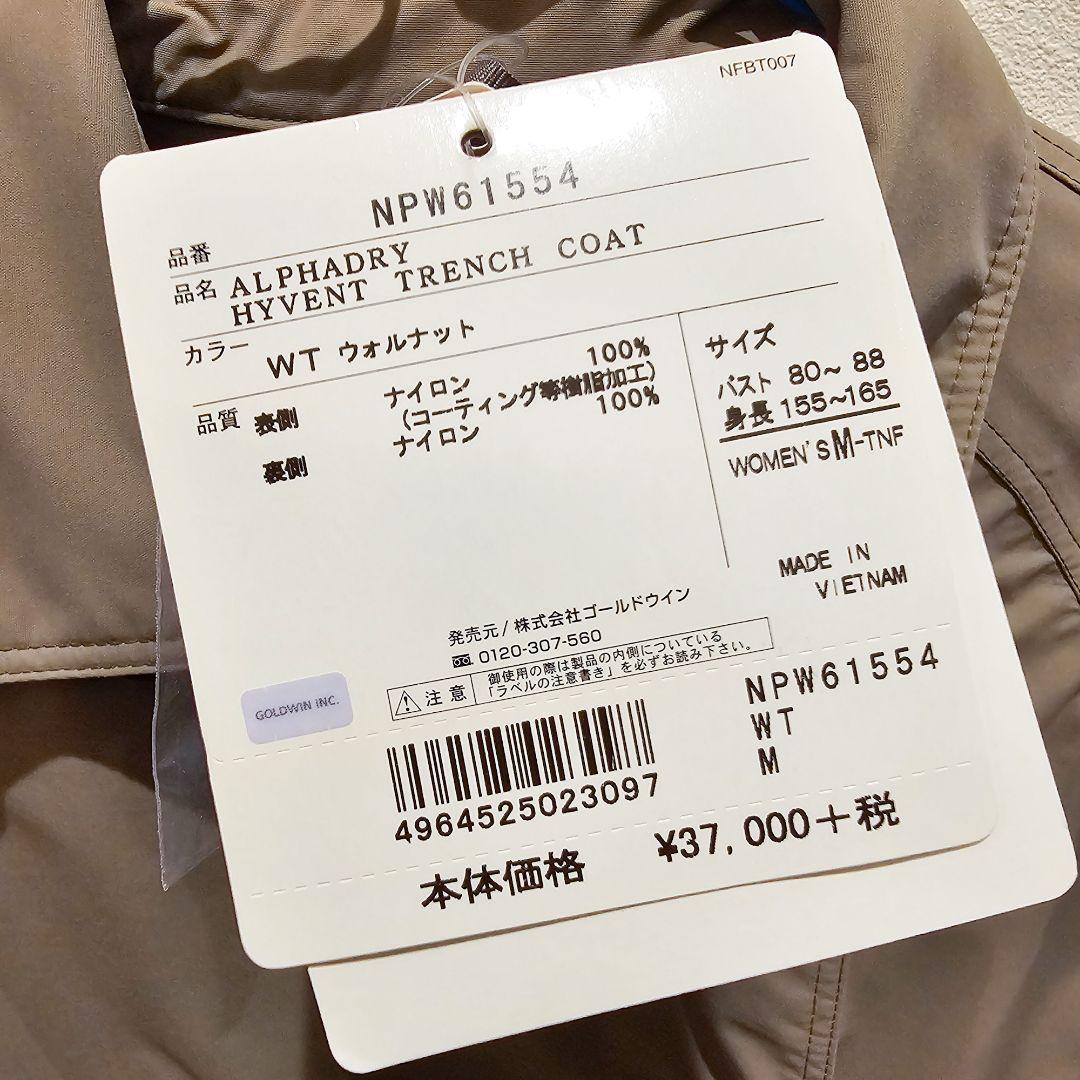 NFBT007
品番 NPW61554
品名 ALPHADRY
HYVENT TRENCH COAT
カラー WT ウォルナット
品質 表側 ナイロン 100%
(コーティング等樹脂加工)
裏側 ナイロン 100%
サイズ
バスト 80~88
身長 155~165
WOMEN'S M-TNF
MADE IN
VIETNAM
発売元/株式会社ゴールドウイン
0120-307-560
注意 御使用の際は製品の内側についている
「ラベルの注意書き」を必ずお読み下さい。
GOLDWIN INC.
4964525023097
NPW61554
WT
M
本体価格 ¥37,000+税